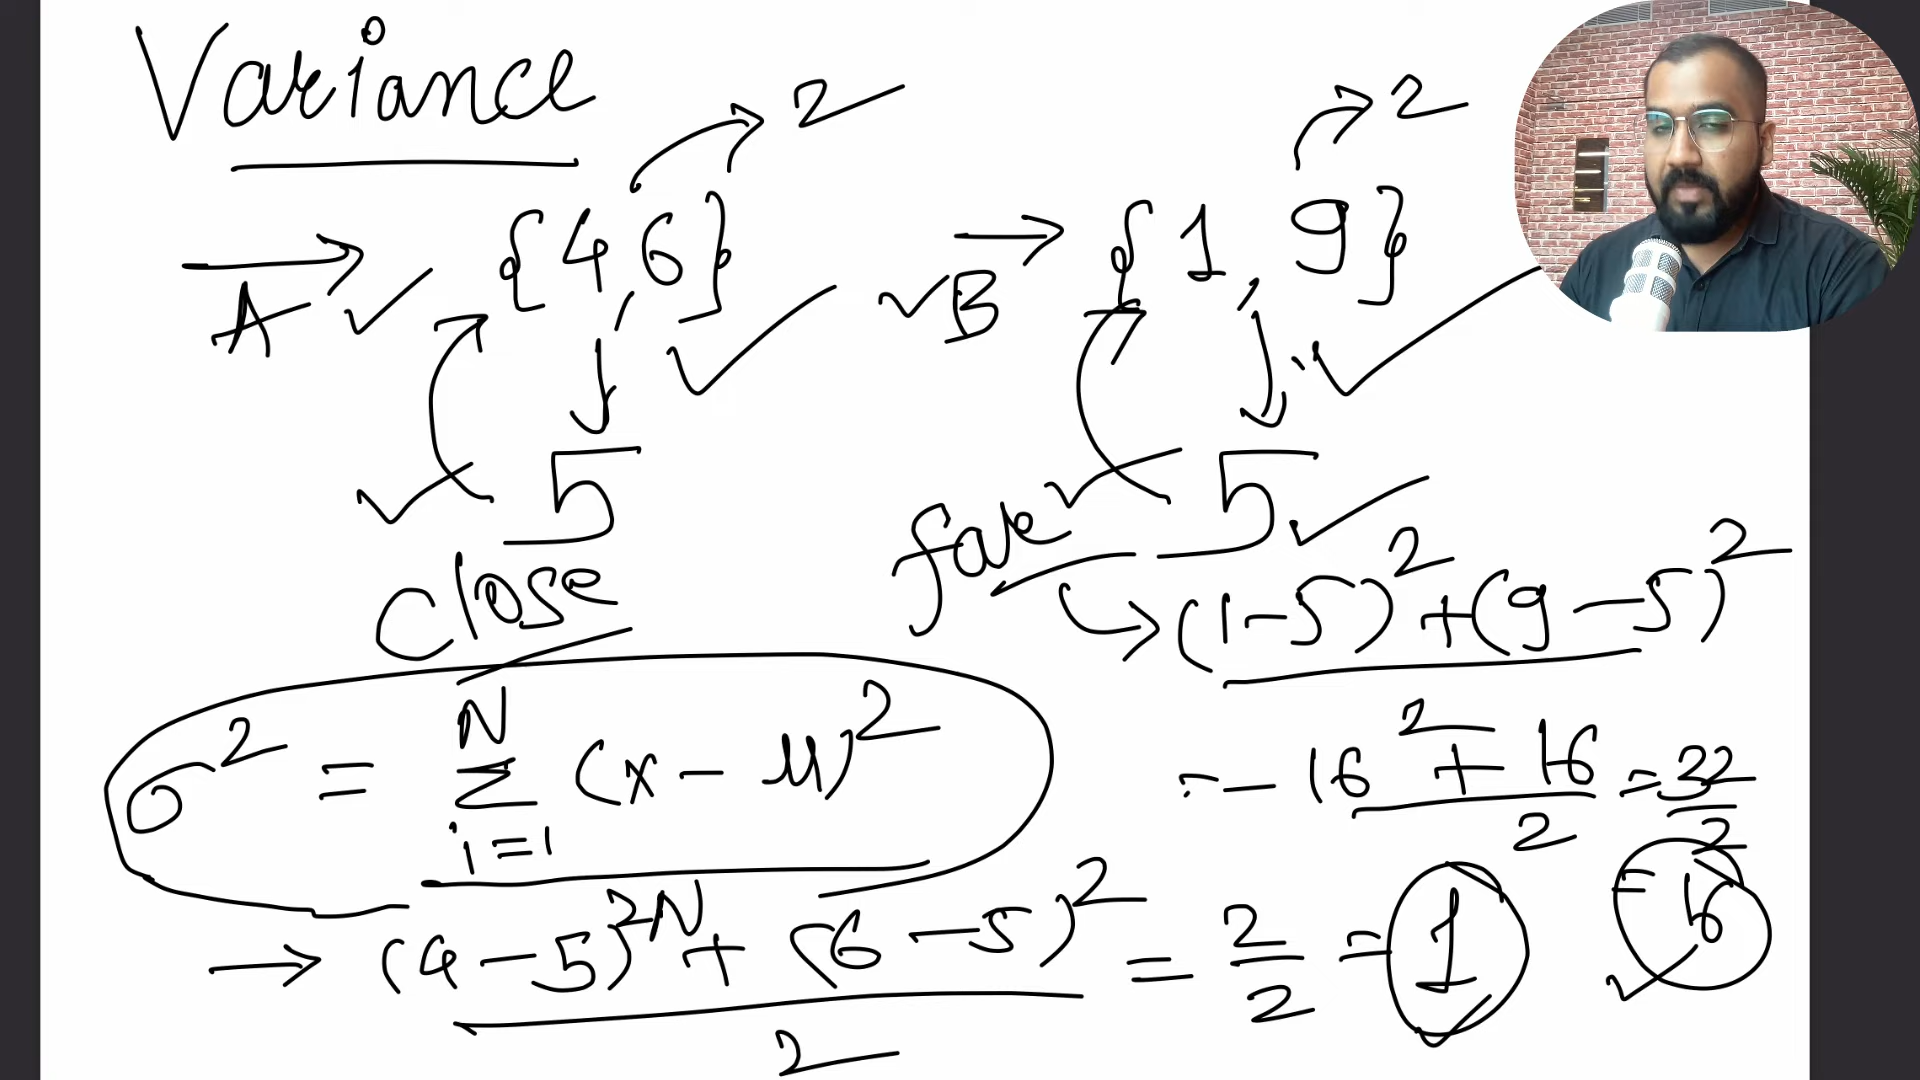 Variance
A → {4, 6} → 2
B → {1, 9} → 2
5
5
close
far
(1-5)² + (9-5)²
2
σ² = N Σ i=1 (x - μ)²
N
= 16 + 16 = 32
2 2
= 16
→ (4-5)² + (6-5)² = 2 = 1
2 2